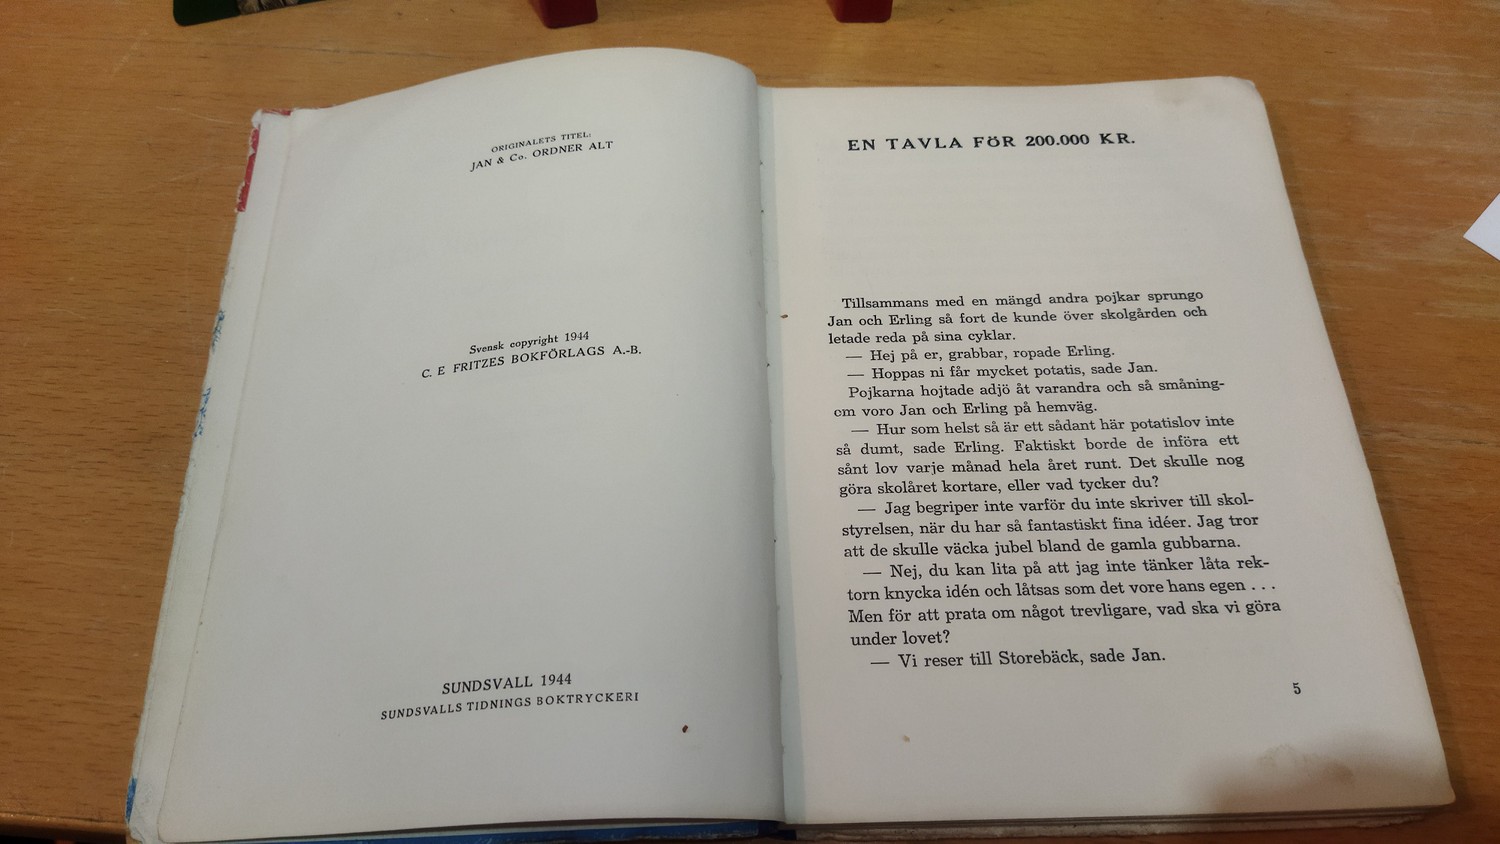 ORIGINALETS TITEL:
JAN & Co. ORDNER ALT
Svensk copyright 1944
C. E FRITZES BOKFÖRLAGS A.-B.
SUNDSVALL 1944
SUNDSVALLS TIDNINGS BOKTRYCKERI
EN TAVLA FÖR 200.000 KR.
Tillsammans med en mängd andra pojkar sprungo
Jan och Erling så fort de kunde över skolgården och
letade reda på sina cyklar.
— Hej på er, grabbar, ropade Erling.
— Hoppas ni får mycket potatis, sade Jan.
Pojkarna hojtade adjö åt varandra och så småning-
om voro Jan och Erling på hemväg.
— Hur som helst så är ett sådant här potatislov inte
så dumt, sade Erling. Faktiskt borde de införa ett
sånt lov varje månad hela året runt. Det skulle nog
göra skolåret kortare, eller vad tycker du?
— Jag begriper inte varför du inte skriver till skol-
styrelsen, när du har så fantastiskt fina idéer. Jag tror
att de skulle väcka jubel bland de gamla gubbarna.
— Nej, du kan lita på att jag inte tänker låta rek-
torn knycka idén och låtsas som det vore hans egen . . .
Men för att prata om något trevligare, vad ska vi göra
under lovet?
— Vi reser till Storebäck, sade Jan.
5